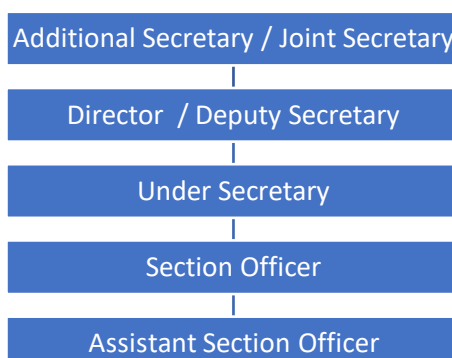 Additional Secretary / Joint Secretary
Director / Deputy Secretary
Under Secretary
Section Officer
Assistant Section Officer